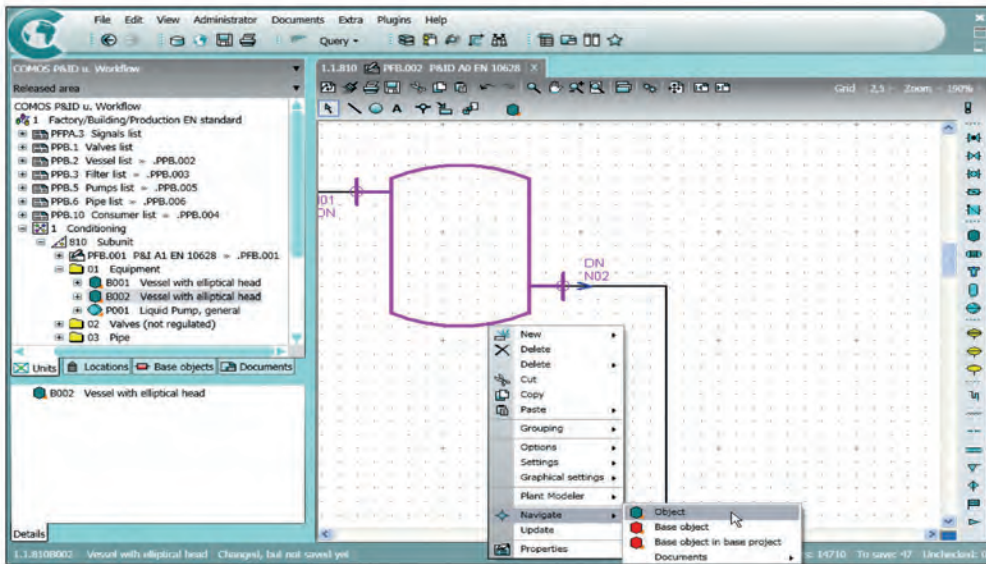 File Edit View Administrator Documents Extra Plugins Help
Query
COMOS P&ID u. Workflow
Released area
COMOS P&ID u. Workflow
1 Factory/Building/Production EN standard
PFPA.3 Signals list
PPB.1 Valves list
PPB.2 Vessel list = .PPB.002
PPB.3 Filter list = .PPB.003
PPB.5 Pumps list = .PPB.005
PPB.6 Pipe list = .PPB.006
PPB.10 Consumer list = .PPB.004
1 Conditioning
810 Subunit
PFB.001 P&I A1 EN 10628 = .PFB.001
01 Equipment
B001 Vessel with elliptical head
B002 Vessel with elliptical head
P001 Liquid Pump, general
02 Valves (not regulated)
03 Pipe
Units Locations Base objects Documents
B002 Vessel with elliptical head
Details
1.1.810 PFB.002 P&ID A0 EN 10628 X
A
Grid 2,5 Zoom 190%
DN
DN
N02
New
Delete
Delete
Cut
Copy
Paste
Grouping
Options
Settings
Graphical settings
Plant Modeler
Navigate
Update
Properties
Object
Base object
Base object in base project
Documents
1.1.810B002 Vessel with elliptical head Changed, but not saved yet
14710 To save: 47 Unchecked: